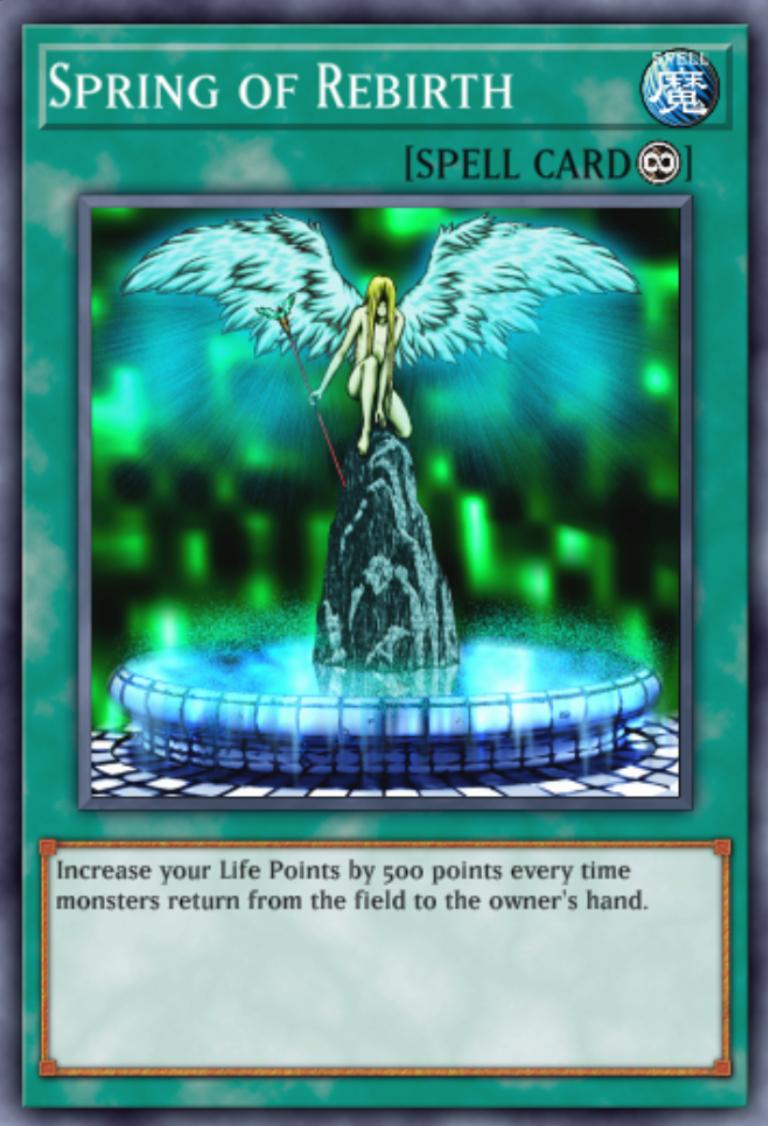 SPRING OF REBIRTH
SPELL
魔
[SPELL CARD]
Increase your Life Points by 500 points every time
monsters return from the field to the owner's hand.